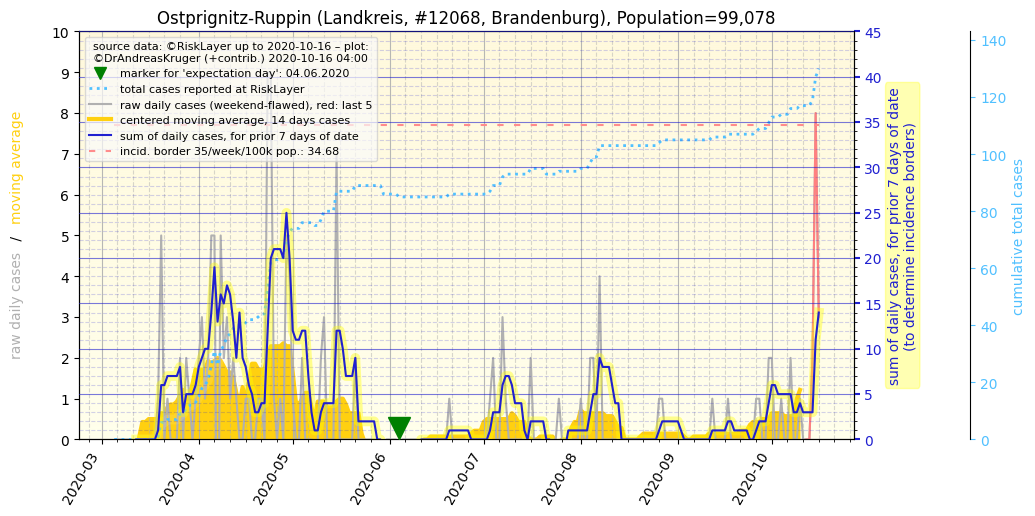 Ostprignitz-Ruppin (Landkreis, #12068, Brandenburg), Population=99,078
source data: ©RiskLayer up to 2020-10-16 – plot:
©DrAndreasKruger (+contrib.) 2020-10-16 04:00
marker for 'expectation day': 04.06.2020
total cases reported at RiskLayer
raw daily cases (weekend-flawed), red: last 5
centered moving average, 14 days cases
sum of daily cases, for prior 7 days of date
incid. border 35/week/100k pop.: 34.68
raw daily cases / moving average
10
9
8
7
6
5
4
3
2
1
0
45
40
35
30
25
20
15
10
5
0
sum of daily cases, for prior 7 days of date
(to determine incidence borders)
140
120
100
80
60
40
20
0
cumulative total cases
2020-03
2020-04
2020-05
2020-06
2020-07
2020-08
2020-09
2020-10